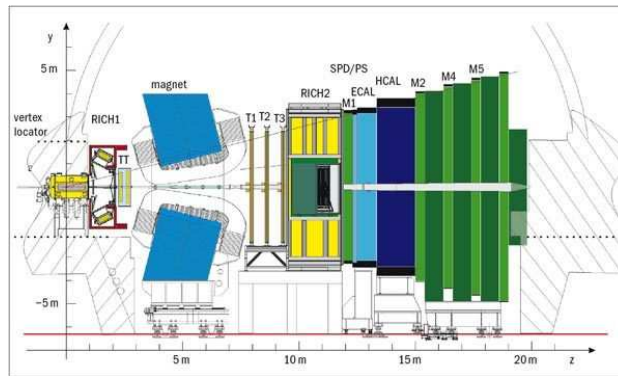 y
5 m
SPD/PS
HCAL
ECAL
magnet
RICH2
M1
M2
M4
M5
vertex
locator
RICH1
TT
T1
T2
T3
−5 m
5 m
10 m
15 m
20 m
z